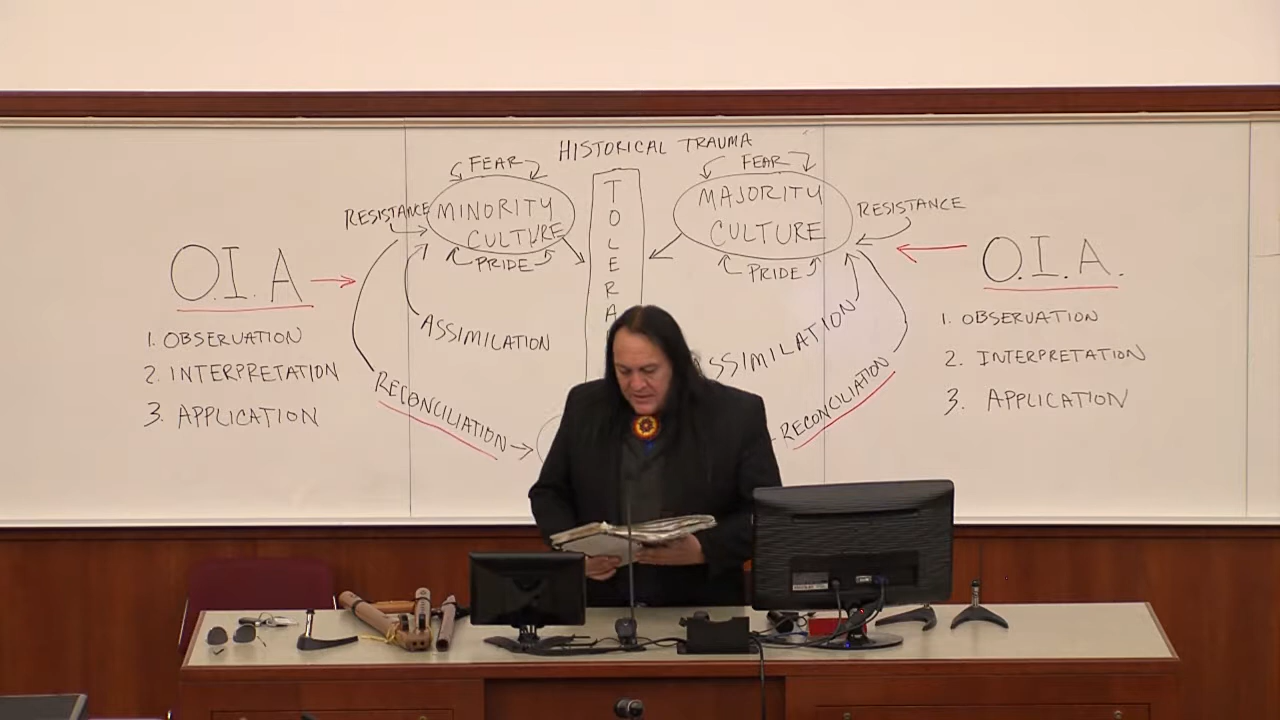 HISTORICAL TRAUMA
FEAR
FEAR
RESISTANCE
MINORITY
CULTURE
PRIDE
TOLERA
MAJORITY
CULTURE
PRIDE
RESISTANCE
O.I.A
1. OBSERVATION
2. INTERPRETATION
3. APPLICATION
ASSIMILATION
RECONCILIATION
SSIMILATION
RECONCILIATION
O.I.A.
1. OBSERVATION
2. INTERPRETATION
3. APPLICATION